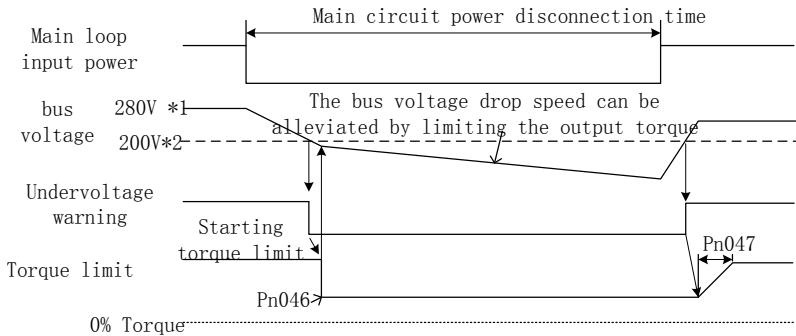 Main circuit power disconnection time
Main loop
input power
bus
voltage
280V *1
The bus voltage drop speed can be
alleviated by limiting the output torque
200V*2
Undervoltage
warning
Starting
torque limit
Pn047
Torque limit
Pn046
0% Torque